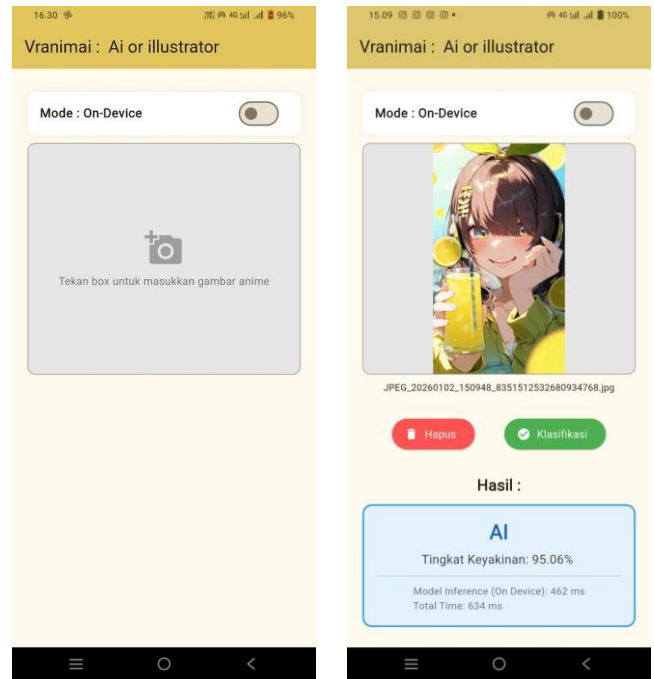 16.30
4G
96%
Vranimai : Ai or illustrator
Mode : On-Device
Tekan box untuk masukkan gambar anime
15.09
4G
100%
Vranimai : Ai or illustrator
Mode : On-Device
JPEG_20260102_150948_8351512532680934768.jpg
Hapus
Klasifikasi
Hasil :
AI
Tingkat Keyakinan: 95.06%
Model Inference (On Device): 462 ms
Total Time: 634 ms